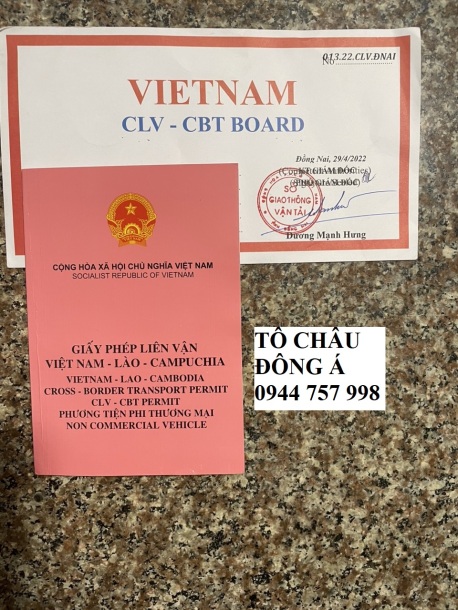 No 013.22.CLV.ĐNAI
VIETNAM
CLV - CBT BOARD
Đồng Nai, 29/4/2022
SỞ
GIAO THÔNG
VẬN TẢI
Dương Mạnh Hưng
CỘNG HÒA XÃ HỘI CHỦ NGHĨA VIỆT NAM
SOCIALIST REPUBLIC OF VIETNAM
GIẤY PHÉP LIÊN VẬN
VIỆT NAM - LÀO - CAMPUCHIA
VIETNAM - LAO - CAMBODIA
CROSS - BORDER TRANSPORT PERMIT
CLV - CBT PERMIT
PHƯƠNG TIỆN PHI THƯƠNG MẠI
NON COMMERCIAL VEHICLE
TÔ CHÂU
ĐÔNG Á
0944 757 998